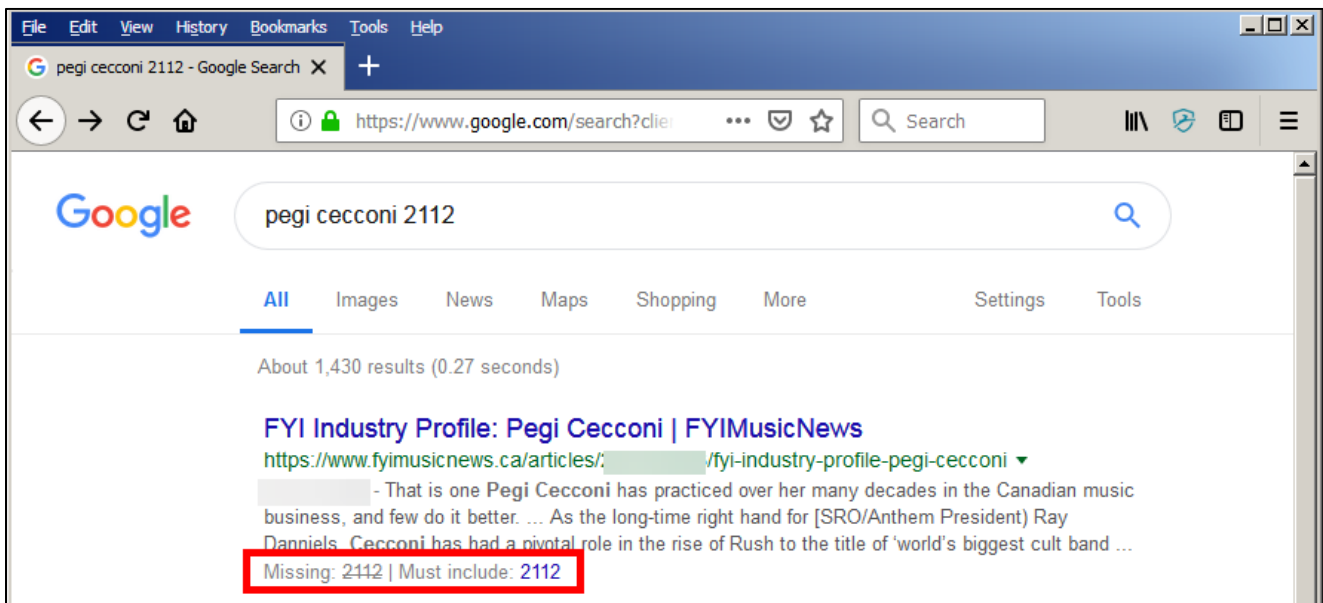 File Edit View History Bookmarks Tools Help
pegi cecconi 2112 - Google Search
https://www.google.com/search?clie ••• Search
Google pegi cecconi 2112
All Images News Maps Shopping More Settings Tools
About 1,430 results (0.27 seconds)
FYI Industry Profile: Pegi Cecconi | FYIMusicNews
https://www.fyimusicnews.ca/articles/ /fyi-industry-profile-pegi-cecconi
- That is one Pegi Cecconi has practiced over her many decades in the Canadian music
business, and few do it better. ... As the long-time right hand for [SRO/Anthem President) Ray
Danniels, Cecconi has had a pivotal role in the rise of Rush to the title of ‘world’s biggest cult band ...
Missing: 2112 | Must include: 2112